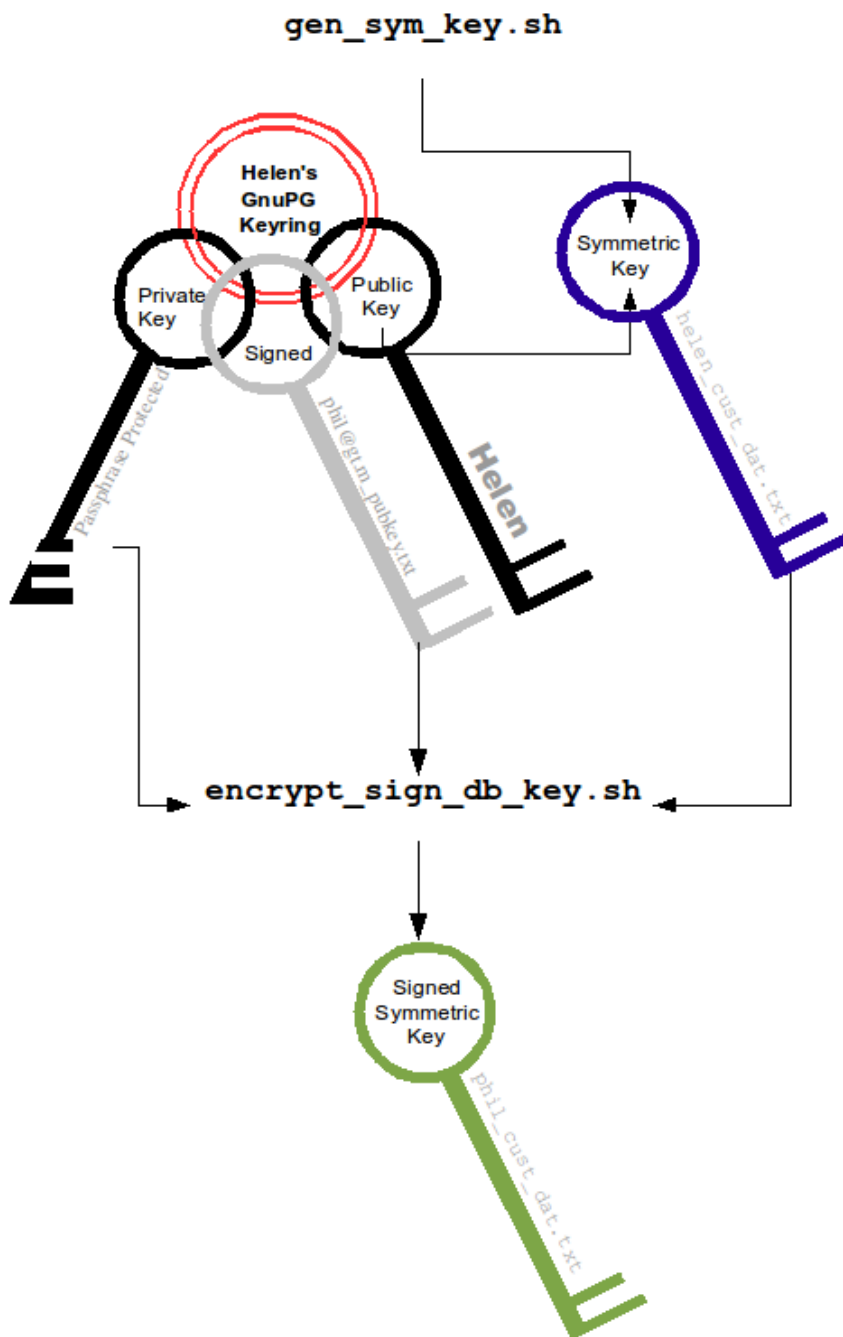 gen_sym_key.sh
Helen's
GnuPG
Keyring
Private
Key
Public
Key
Signed
Symmetric
Key
Passphrase Protected
phil@gt.m_pubkey.txt
Helen
helen_cust_dat.txt
encrypt_sign_db_key.sh
Signed
Symmetric
Key
phil_cust_dat.txt